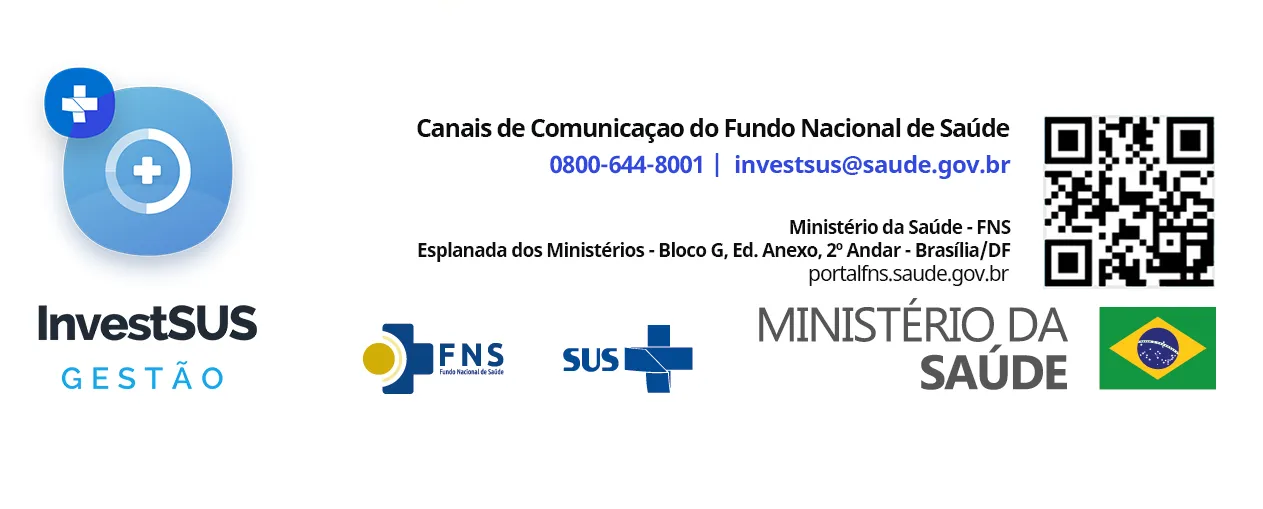 Canais de Comunicaçao do Fundo Nacional de Saúde
0800-644-8001 | investsus@saude.gov.br
Ministério da Saúde - FNS
Esplanada dos Ministérios - Bloco G, Ed. Anexo, 2º Andar - Brasília/DF
portalfns.saude.gov.br
InvestSUS
GESTÃO
FNS
Fundo Nacional de Saúde
SUS
MINISTÉRIO DA
SAÚDE